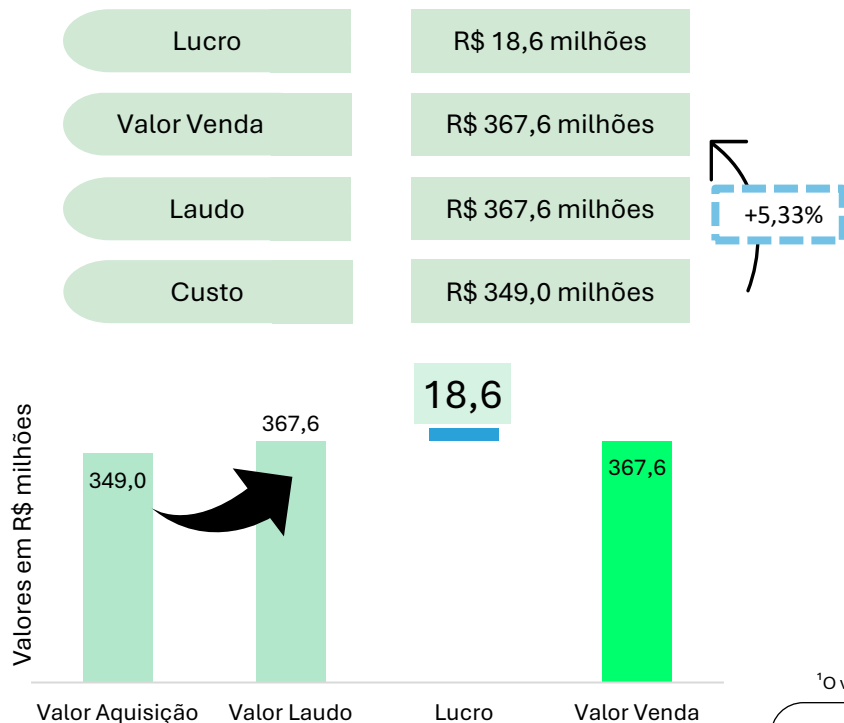 Lucro R$ 18,6 milhões
Valor Venda R$ 367,6 milhões
Laudo R$ 367,6 milhões
+5,33%
Custo R$ 349,0 milhões
Valores em R$ milhões
18,6
367,6
349,0
367,6
Valor Aquisição Valor Laudo Lucro Valor Venda
¹O